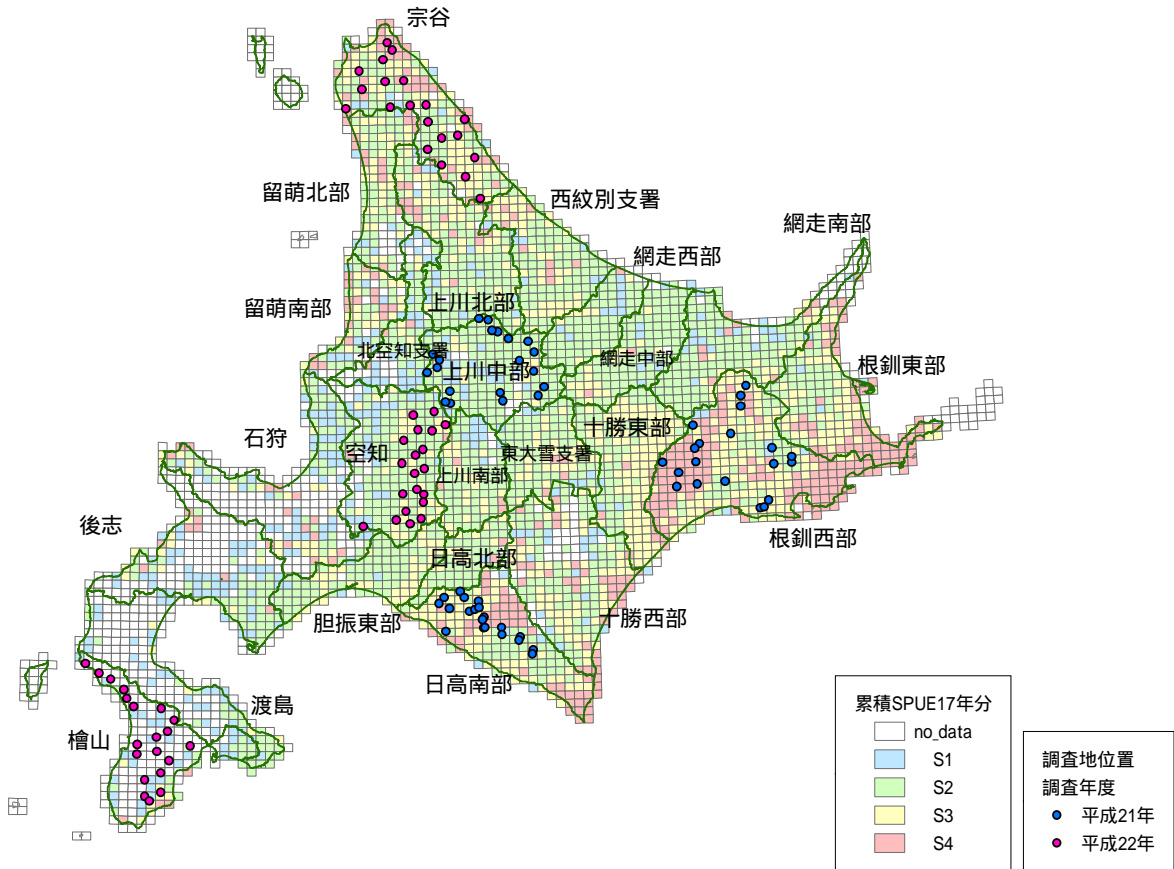 宗谷
留萌北部
西紋別支署
網走南部
網走西部
留萌南部
上川北部
北空知支署
網走中部
上川中部
根釧東部
十勝東部
石狩
空知
東大雪支署
上川南部
後志
根釧西部
日高北部
胆振東部
十勝西部
日高南部
渡島
檜山
累積SPUE17年分
no_data
S1
S2
S3
S4
調査地位置
調査年度
平成21年
平成22年